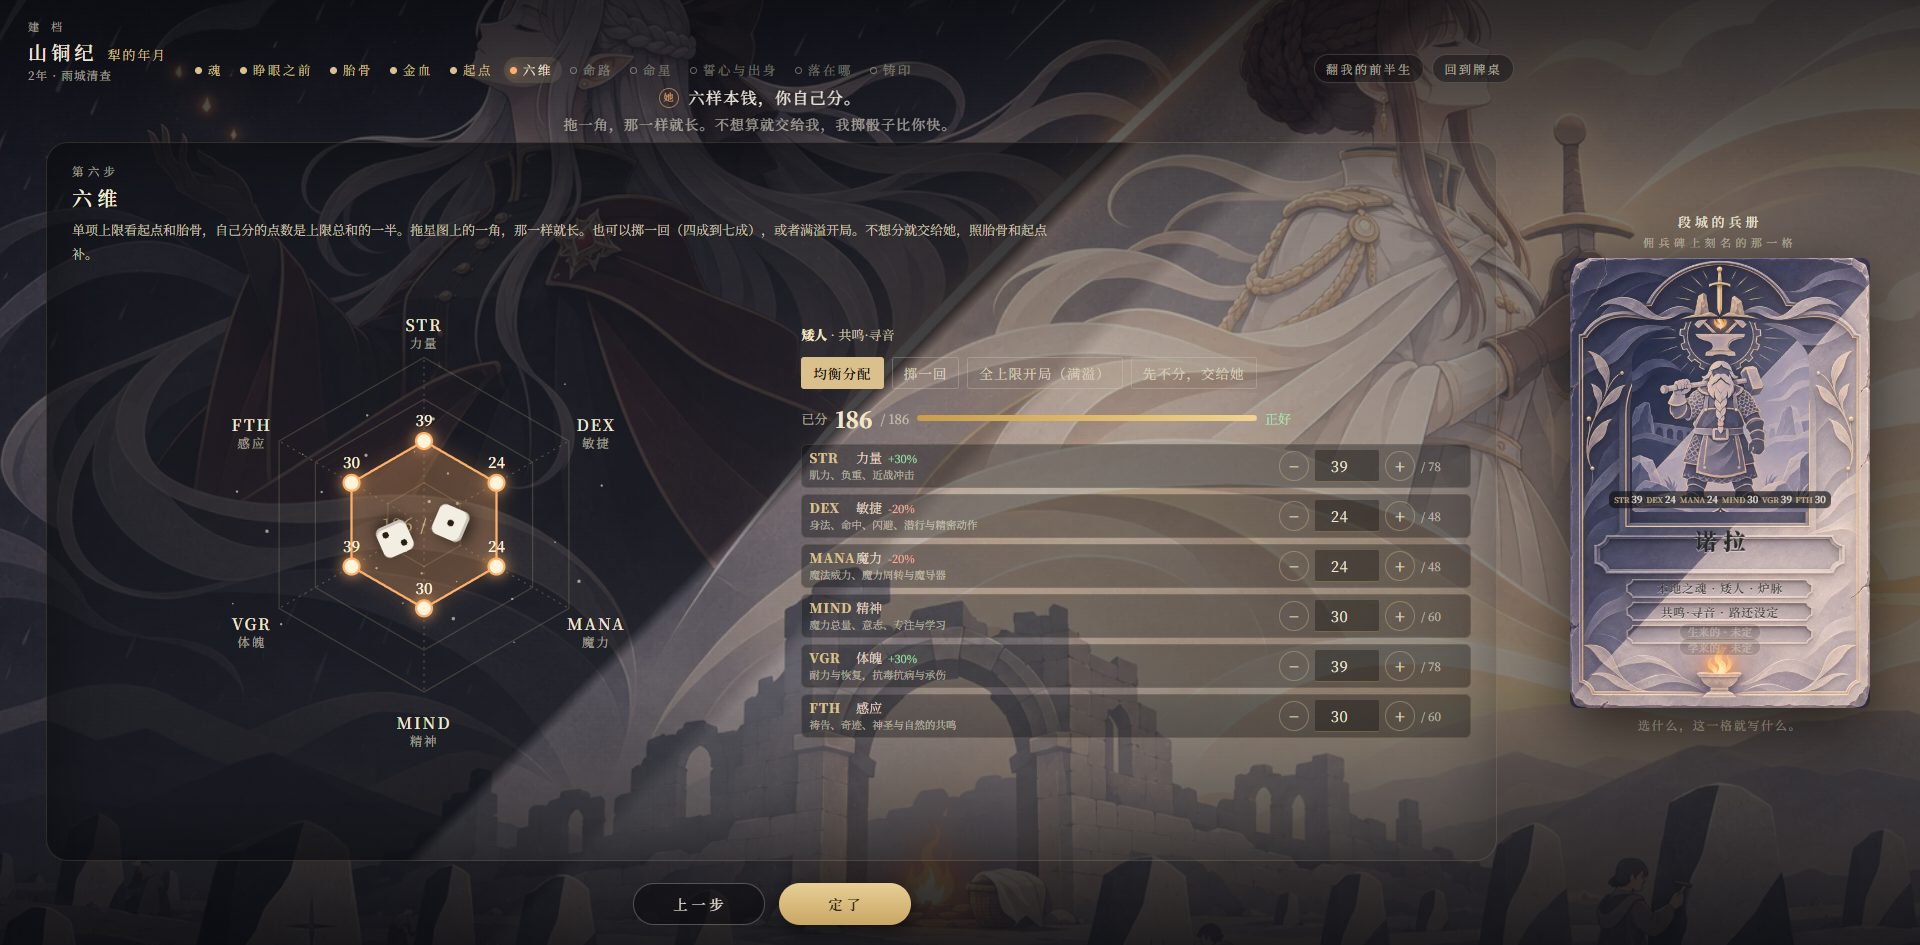 建 档
山铜纪 犁的年月
2年 · 雨城清查
魂 睁眼之前 胎骨 金血 起点 六维 命路 命星 誓心与出身 落在哪 铸印
翻我的前半生 回到牌桌
她 六样本钱，你自己分。
拖一角，那一样就长。不想算就交给我，我掷骰子比你快。
第六步
六维
单项上限看起点和胎骨，自己分的点数是上限总和的一半。拖星图上的一角，那一样就长。也可以掷一回（四成到七成），或者满溢开局。不想分就交给她，照胎骨和起点
补。
STR
力量
39
FTH
感应
30
DEX
敏捷
24
VGR
体魄
39
MANA
魔力
24
MIND
精神
30
矮人 · 共鸣·寻音
均衡分配 掷一回 全上限开局（满溢） 先不分，交给她
已分 186 / 186 正好
STR 力量 +30%
肌力、负重、近战冲击
− 39 + / 78
DEX 敏捷 -20%
身法、命中、闪避、潜行与精密动作
− 24 + / 48
MANA 魔力 -20%
魔法威力、魔力周转与魔导器
− 24 + / 48
MIND 精神
魔力总量、意志、专注与学习
− 30 + / 60
VGR 体魄 +30%
耐力与恢复，抗毒抗病与承伤
− 39 + / 78
FTH 感应
祷告、奇迹、神圣与自然的共鸣
− 30 + / 60
段城的兵册
佣兵碑上刻名的那一格
STR 39 DEX 24 MANA 24 MIND 30 VGR 39 FTH 30
诺拉
本地之魂 · 矮人 · 炉脉
共鸣·寻音 · 路还没定
生来的 · 未定
学来的 · 未定
选什么，这一格就写什么。
上一步 定了